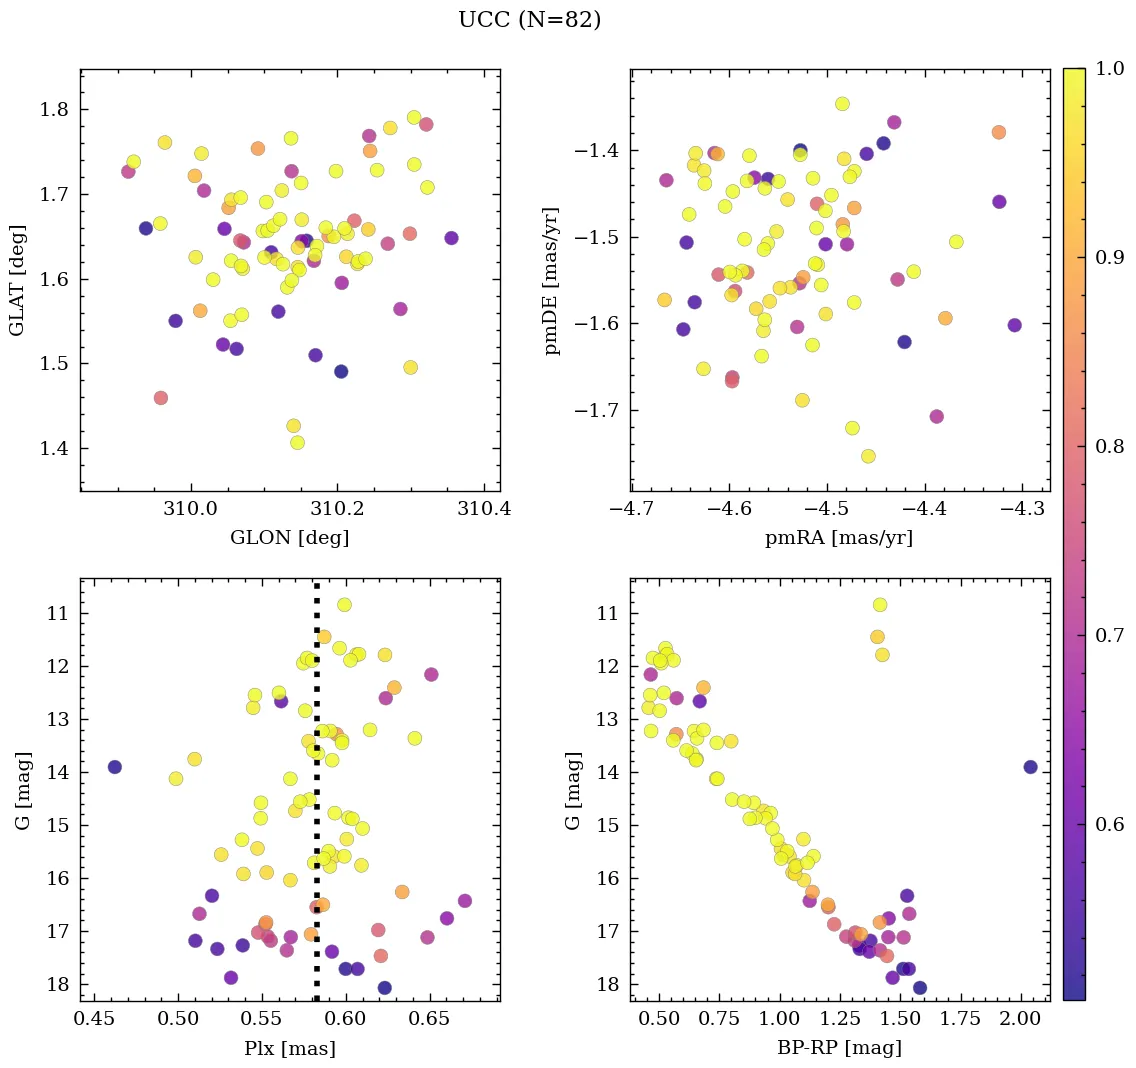 UCC (N=82)
1.8
1.7
1.6
1.5
1.4
GLAT [deg]
310.0 310.2 310.4
GLON [deg]
−1.4
−1.5
−1.6
−1.7
pmDE [mas/yr]
−4.7 −4.6 −4.5 −4.4 −4.3
pmRA [mas/yr]
1.0
0.9
0.8
0.7
0.6
11
12
13
14
15
16
17
18
G [mag]
0.45 0.50 0.55 0.60 0.65
Plx [mas]
11
12
13
14
15
16
17
18
G [mag]
0.50 0.75 1.00 1.25 1.50 1.75 2.00
BP-RP [mag]